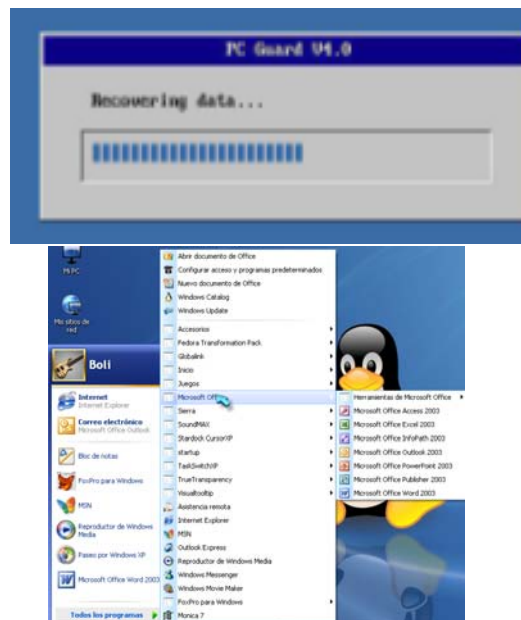 PC Guard V4.0
Recovering data...
Mi PC
Mis sitios de
red
Boli
Internet
Internet Explorer
Correo electrónico
Microsoft Office Outlook
Bloc de notas
FoxPro para Windows
MSN
Reproductor de Windows
Media
Paseo por Windows XP
Microsoft Office Word 2003
Todos los programas
Abrir documento de Office
Configurar acceso y programas predeterminados
Nuevo documento de Office
Windows Catalog
Windows Update
Accesorios
Fedora Transformation Pack
Globalink
Inicio
Juegos
Microsoft Office
Sierra
SoundMAX
Stardock CursorXP
startup
TaskSwitchXP
TrueTransparency
Visualtooltip
Asistencia remota
Internet Explorer
MSN
Outlook Express
Reproductor de Windows Media
Windows Messenger
Windows Movie Maker
FoxPro para Windows
Monica 7
Herramientas de Microsoft Office
Microsoft Office Access 2003
Microsoft Office Excel 2003
Microsoft Office InfoPath 2003
Microsoft Office Outlook 2003
Microsoft Office PowerPoint 2003
Microsoft Office Publisher 2003
Microsoft Office Word 2003